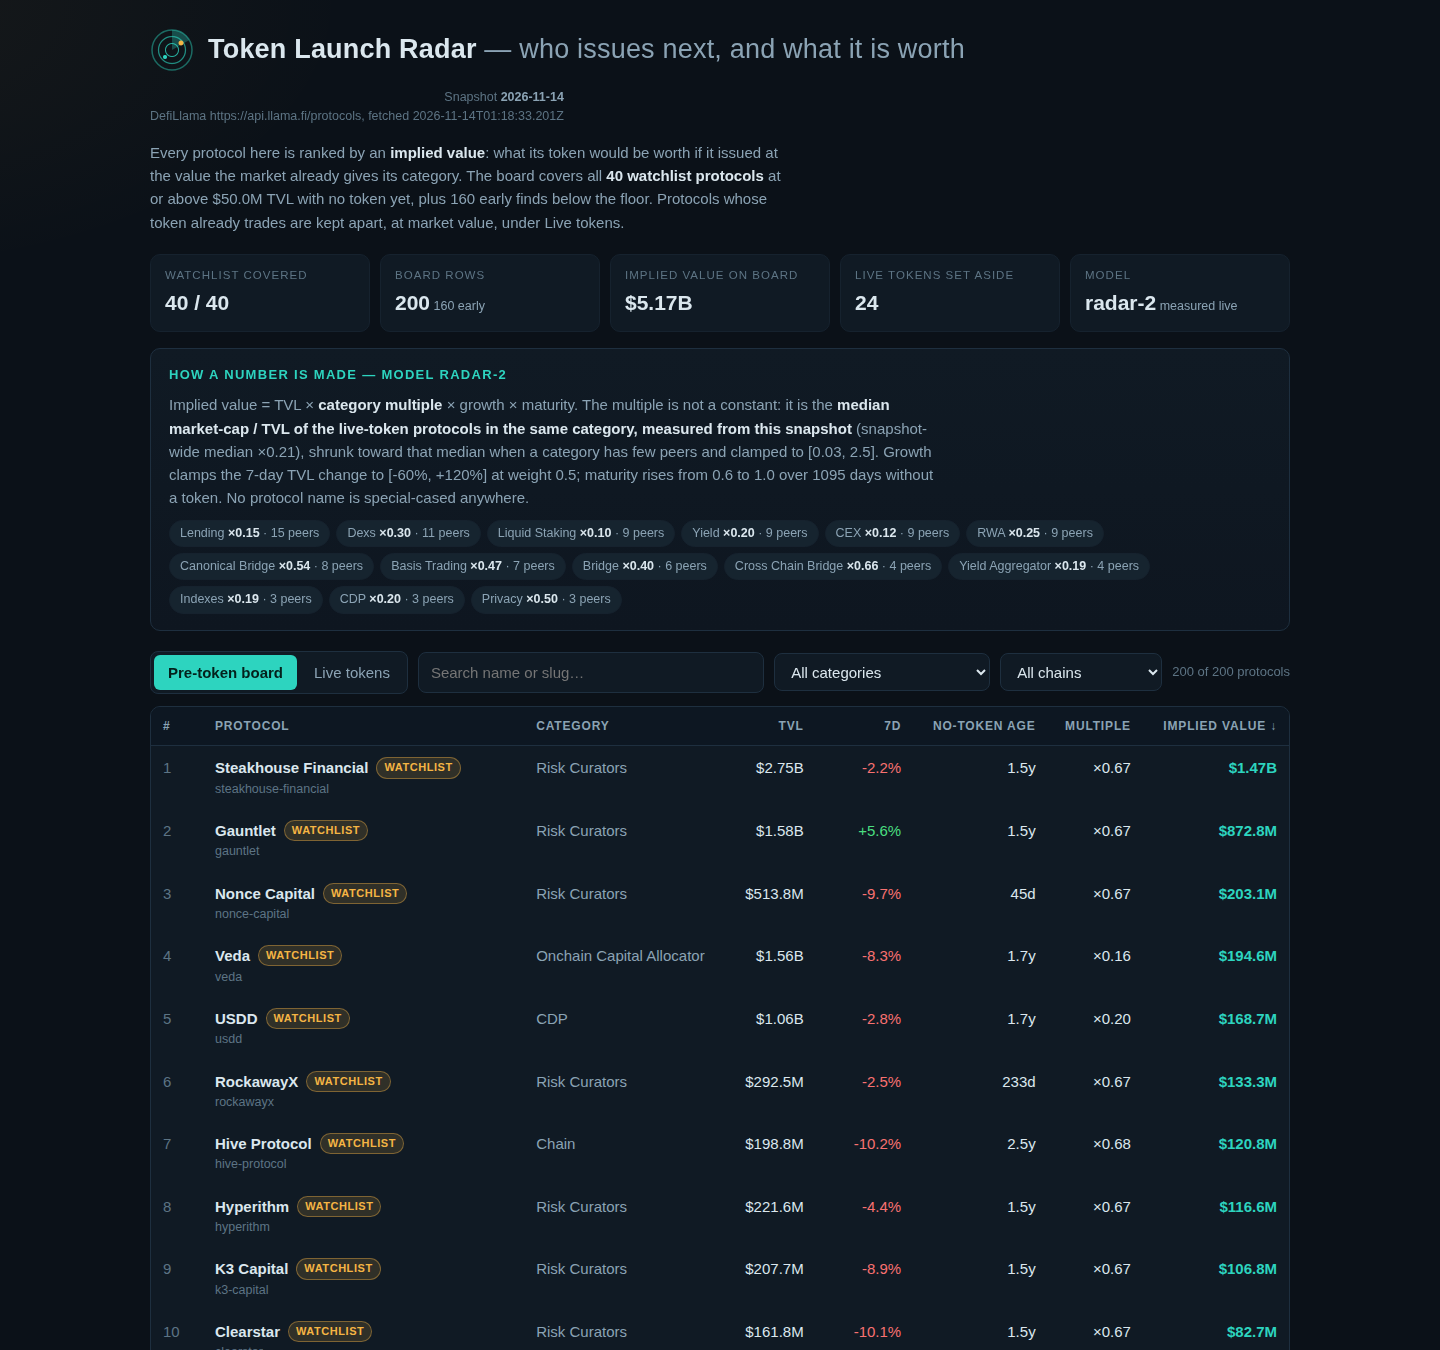 Token Launch Radar — who issues next, and what it is worth
Snapshot 2026-11-14
DefiLlama https://api.llama.fi/protocols, fetched 2026-11-14T01:18:33.201Z
Every protocol here is ranked by an implied value: what its token would be worth if it issued at
the value the market already gives its category. The board covers all 40 watchlist protocols at
or above $50.0M TVL with no token yet, plus 160 early finds below the floor. Protocols whose
token already trades are kept apart, at market value, under Live tokens.
WATCHLIST COVERED
40 / 40
BOARD ROWS
200 160 early
IMPLIED VALUE ON BOARD
$5.17B
LIVE TOKENS SET ASIDE
24
MODEL
radar-2 measured live
HOW A NUMBER IS MADE — MODEL RADAR-2
Implied value = TVL × category multiple × growth × maturity. The multiple is not a constant: it is the median
market-cap / TVL of the live-token protocols in the same category, measured from this snapshot (snapshot-
wide median ×0.21), shrunk toward that median when a category has few peers and clamped to [0.03, 2.5]. Growth
clamps the 7-day TVL change to [-60%, +120%] at weight 0.5; maturity rises from 0.6 to 1.0 over 1095 days without
a token. No protocol name is special-cased anywhere.
Lending ×0.15 · 15 peers Dexs ×0.30 · 11 peers Liquid Staking ×0.10 · 9 peers Yield ×0.20 · 9 peers CEX ×0.12 · 9 peers RWA ×0.25 · 9 peers
Canonical Bridge ×0.54 · 8 peers Basis Trading ×0.47 · 7 peers Bridge ×0.40 · 6 peers Cross Chain Bridge ×0.66 · 4 peers Yield Aggregator ×0.19 · 4 peers
Indexes ×0.19 · 3 peers CDP ×0.20 · 3 peers Privacy ×0.50 · 3 peers
Pre-token board Live tokens Search name or slug… All categories All chains 200 of 200 protocols
# PROTOCOL CATEGORY TVL 7D NO-TOKEN AGE MULTIPLE IMPLIED VALUE ↓
1 Steakhouse Financial WATCHLIST Risk Curators $2.75B -2.2% 1.5y ×0.67 $1.47B
steakhouse-financial
2 Gauntlet WATCHLIST Risk Curators $1.58B +5.6% 1.5y ×0.67 $872.8M
gauntlet
3 Nonce Capital WATCHLIST Risk Curators $513.8M -9.7% 45d ×0.67 $203.1M
nonce-capital
4 Veda WATCHLIST Onchain Capital Allocator $1.56B -8.3% 1.7y ×0.16 $194.6M
veda
5 USDD WATCHLIST CDP $1.06B -2.8% 1.7y ×0.20 $168.7M
usdd
6 RockawayX WATCHLIST Risk Curators $292.5M -2.5% 233d ×0.67 $133.3M
rockawayx
7 Hive Protocol WATCHLIST Chain $198.8M -10.2% 2.5y ×0.68 $120.8M
hive-protocol
8 Hyperithm WATCHLIST Risk Curators $221.6M -4.4% 1.5y ×0.67 $116.6M
hyperithm
9 K3 Capital WATCHLIST Risk Curators $207.7M -8.9% 1.5y ×0.67 $106.8M
k3-capital
10 Clearstar WATCHLIST Risk Curators $161.8M -10.1% 1.5y ×0.67 $82.7M